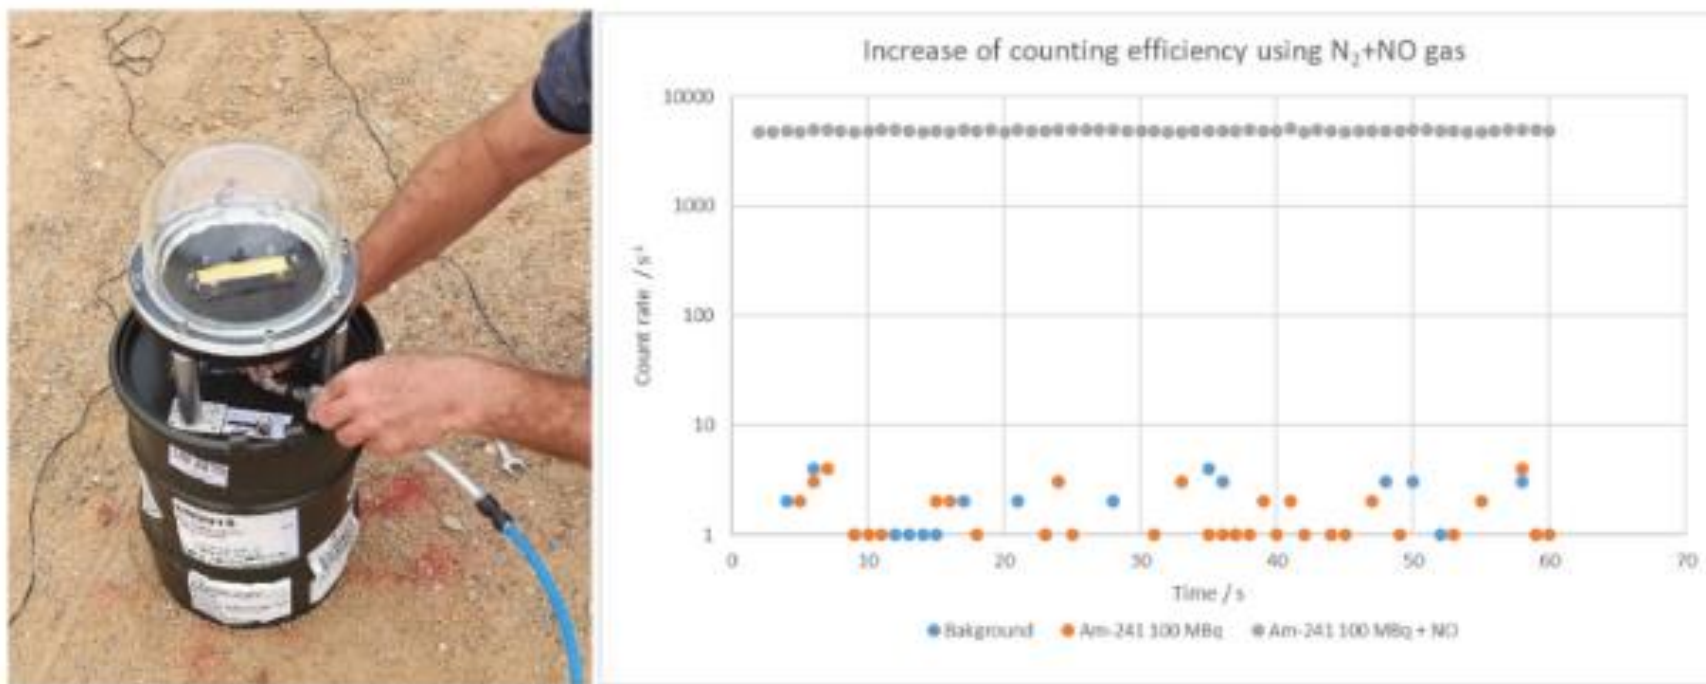 Increase of counting efficiency using N₂+NO gas
10000
1000
100
10
1
Count rate / s⁻¹
0 10 20 30 40 50 60 70
Time / s
Bakground Am-241 100 MBq Am-241 100 MBq + NO